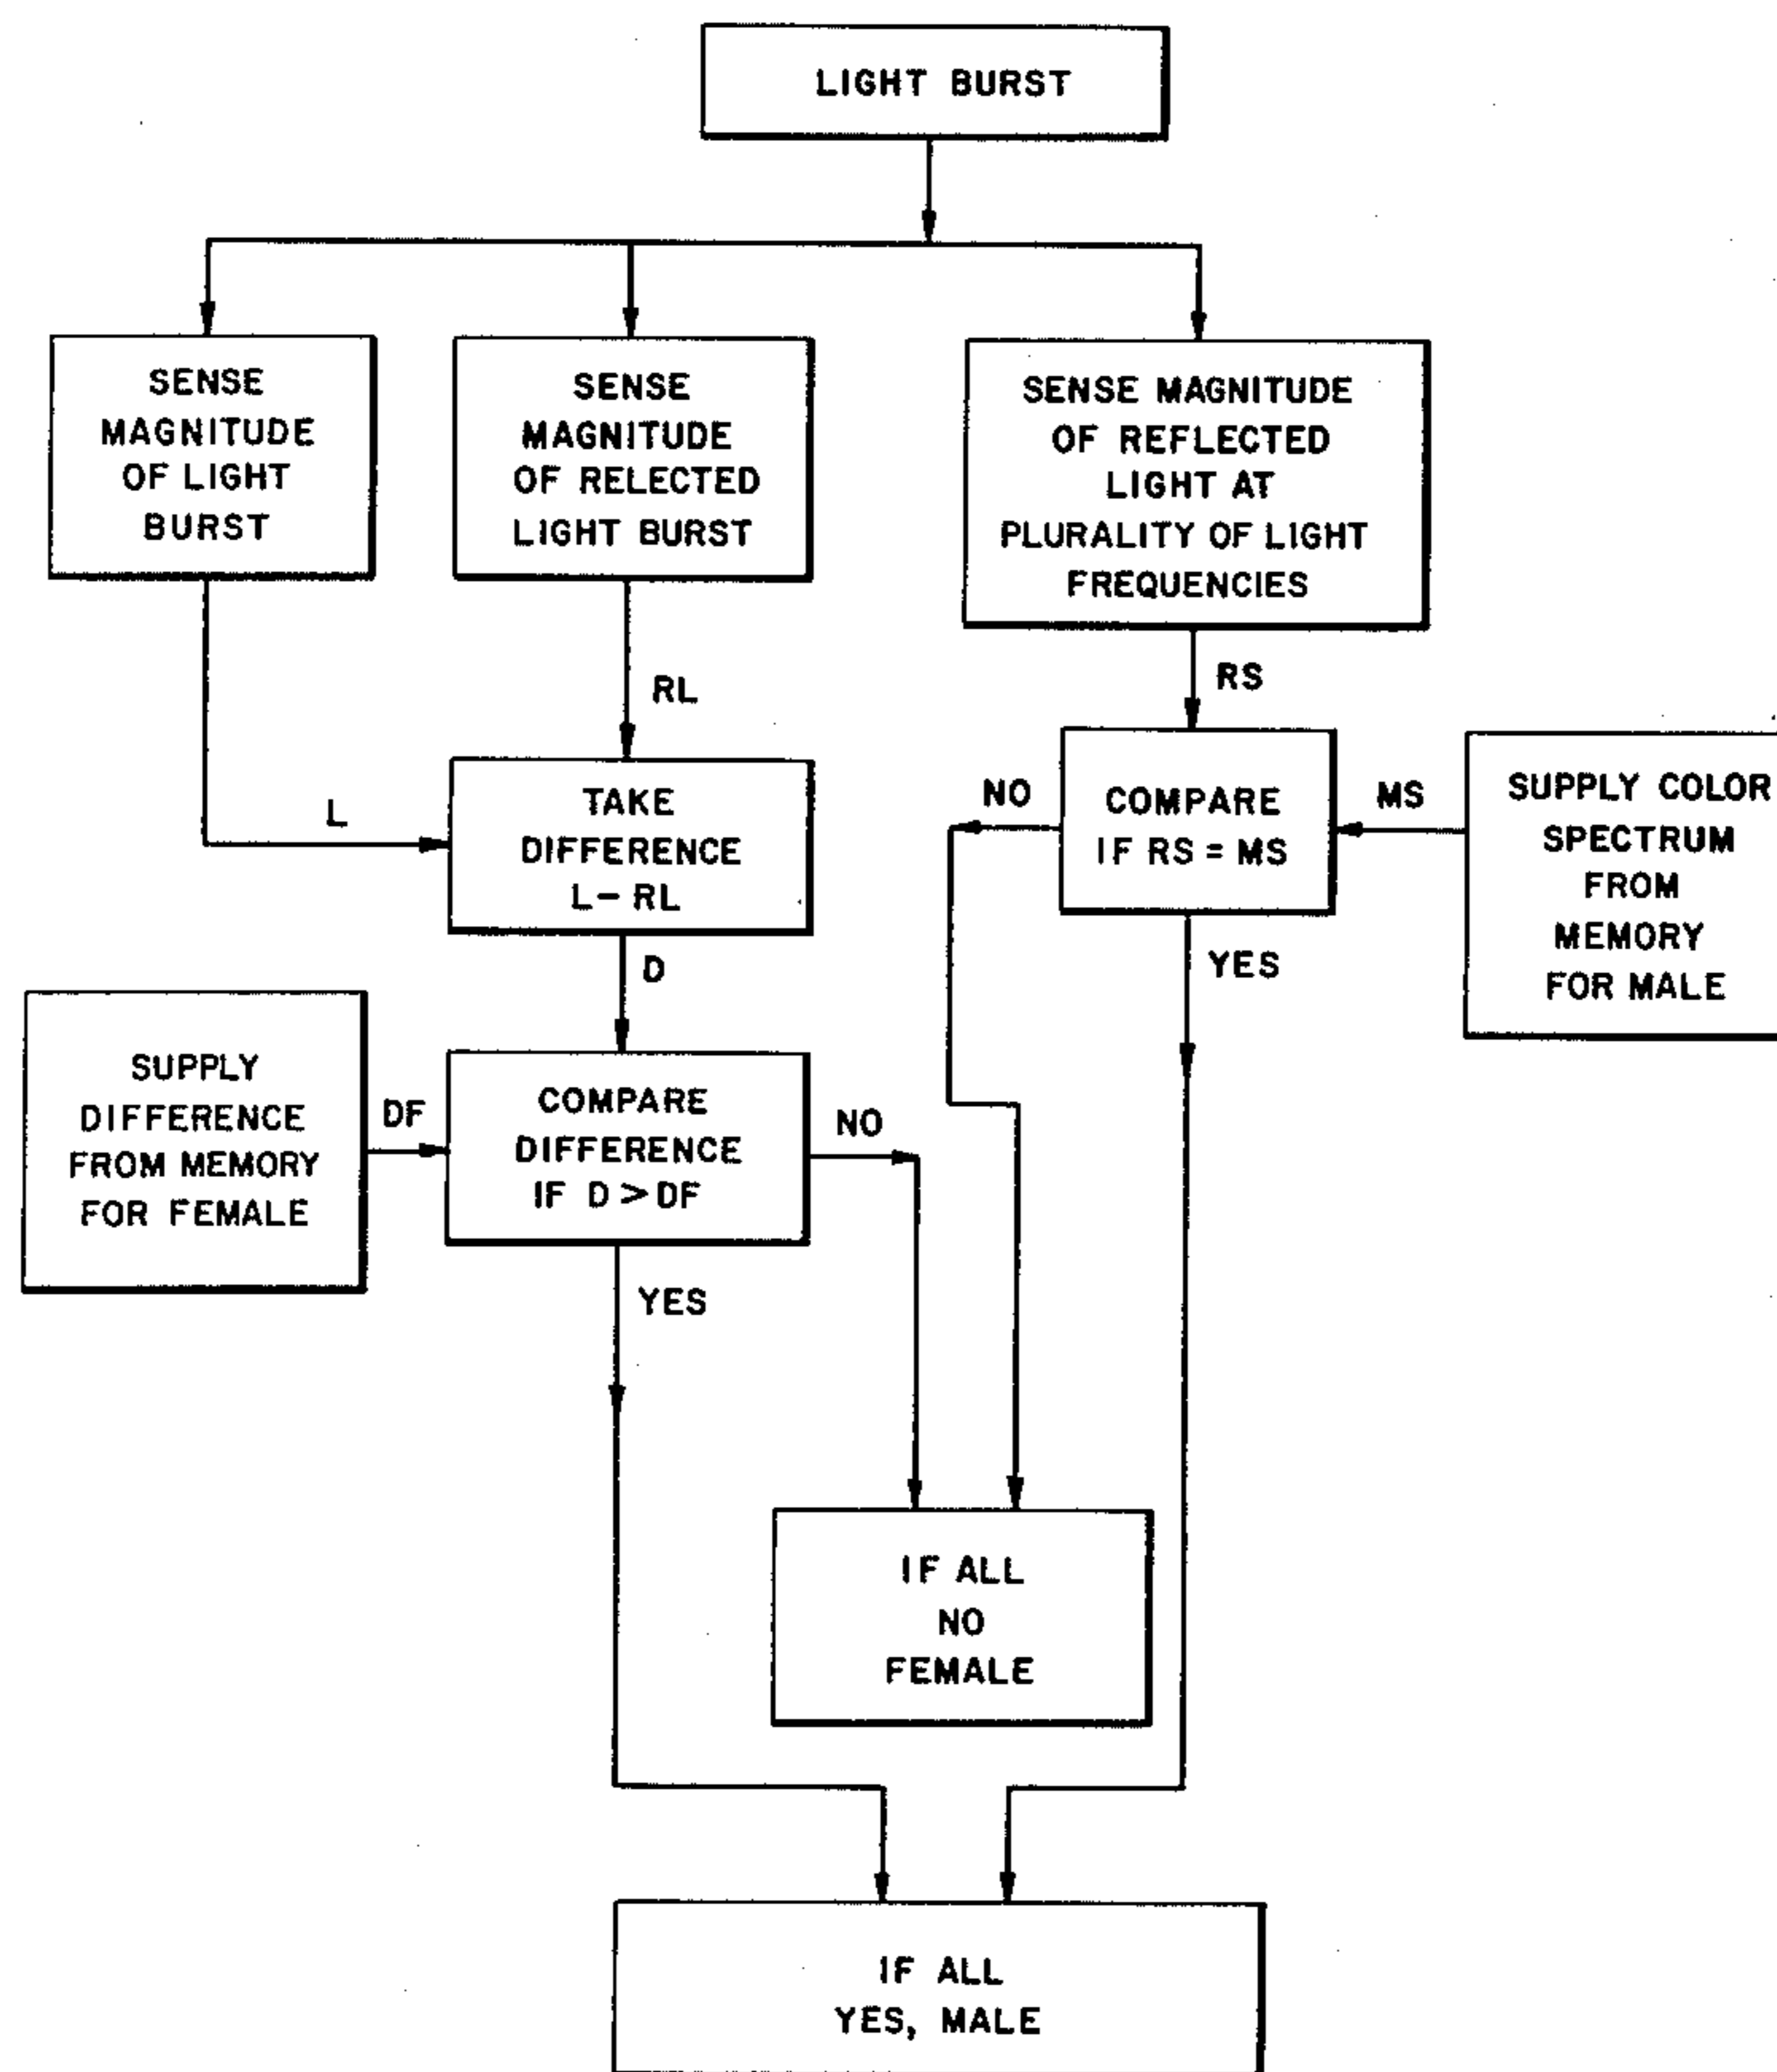 LIGHT BURST
SENSE
MAGNITUDE
OF LIGHT
BURST
SENSE
MAGNITUDE
OF RELECTED
LIGHT BURST
SENSE MAGNITUDE
OF REFLECTED
LIGHT AT
PLURALITY OF LIGHT
FREQUENCIES
RL
RS
L
TAKE
DIFFERENCE
L- RL
NO
COMPARE
IF RS = MS
MS
SUPPLY COLOR
SPECTRUM
FROM
MEMORY
FOR MALE
D
YES
SUPPLY
DIFFERENCE
FROM MEMORY
FOR FEMALE
DF
COMPARE
DIFFERENCE
IF D > DF
NO
YES
IF ALL
NO
FEMALE
IF ALL
YES, MALE